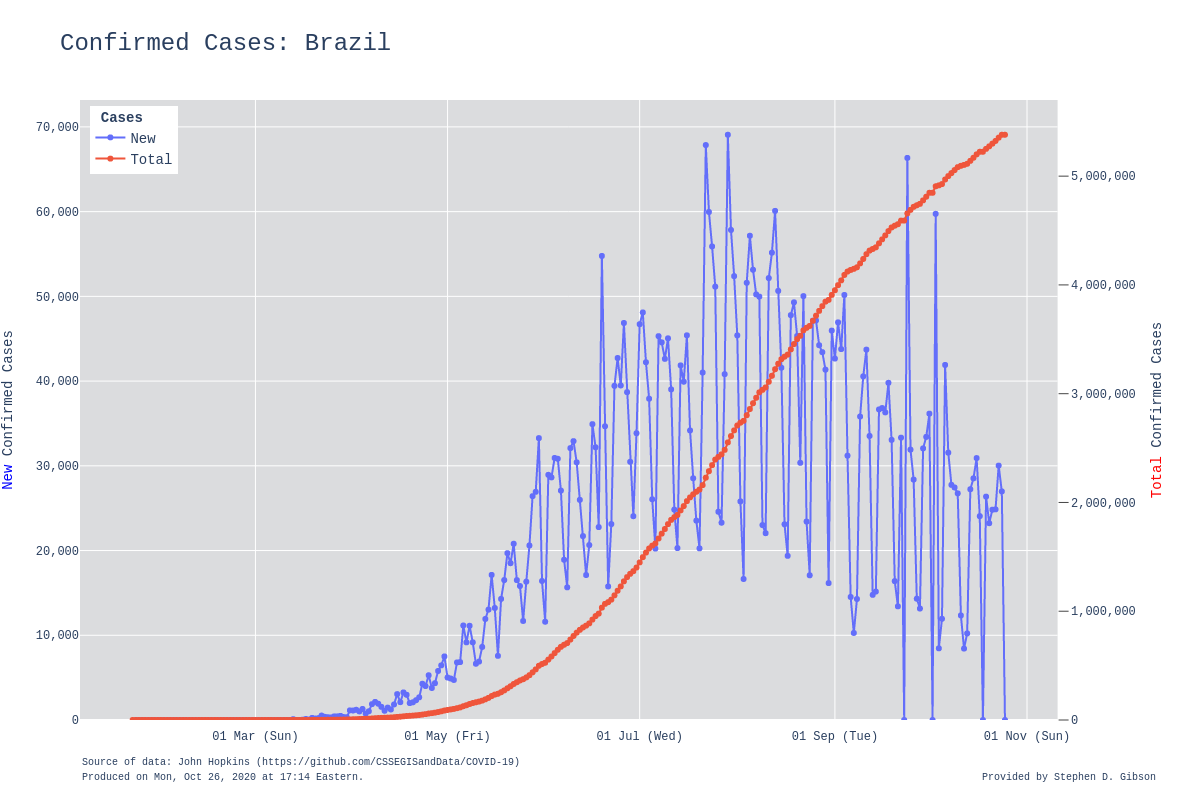 Confirmed Cases: Brazil
Cases
New
Total
70,000
60,000
50,000
40,000
30,000
20,000
10,000
0
5,000,000
4,000,000
3,000,000
2,000,000
1,000,000
0
New Confirmed Cases
Total Confirmed Cases
01 Mar (Sun)
01 May (Fri)
01 Jul (Wed)
01 Sep (Tue)
01 Nov (Sun)
Source of data: John Hopkins (https://github.com/CSSEGISandData/COVID-19)
Produced on Mon, Oct 26, 2020 at 17:14 Eastern.
Provided by Stephen D. Gibson